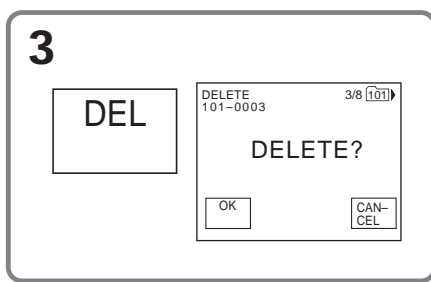 3
DEL
DELETE 3/8 101
101–0003
DELETE?
OK
CAN–
CEL